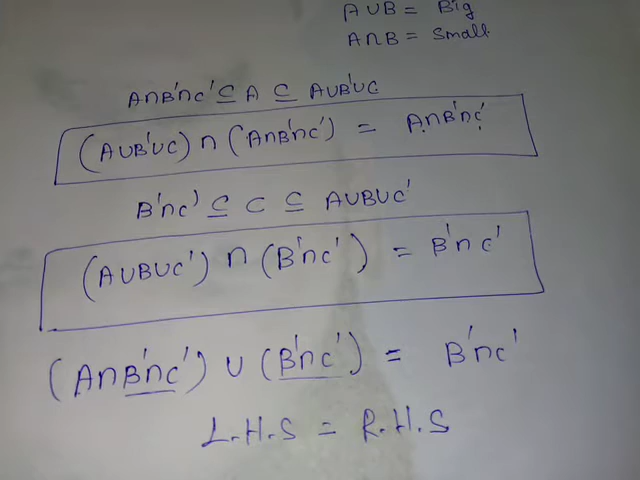 A∪B = Big
A∩B = Small
A∩B'∩C' ⊆ A ⊆ A∪B'∪C
(A∪B'∪C) ∩ (A∩B'∩C') = A∩B'∩C'
B'∩C' ⊆ C ⊆ A∪B∪C'
(A∪B∪C') ∩ (B'∩C') = B'∩C'
(A∩B'∩C') ∪ (B'∩C') = B'∩C'
L.H.S = R.H.S